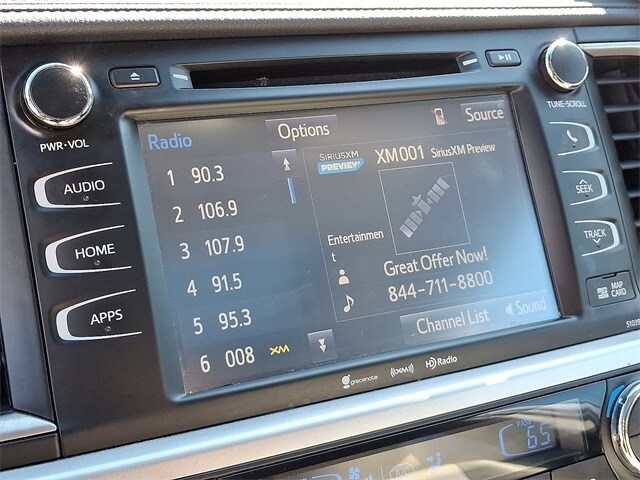 PWR•VOL
AUDIO
HOME
APPS
Radio
Options
Source
1 90.3
2 106.9
3 107.9
4 91.5
5 95.3
6 008 XM
SIRIUSXM
PREVIEW
XM001 SiriusXM Preview
Entertainmen
t
Great Offer Now!
844-711-8800
Channel List
Sound
gracenote
((XM))
HD Radio
TUNE•SCROLL
SEEK
TRACK
MAP
CARD
PASS
65